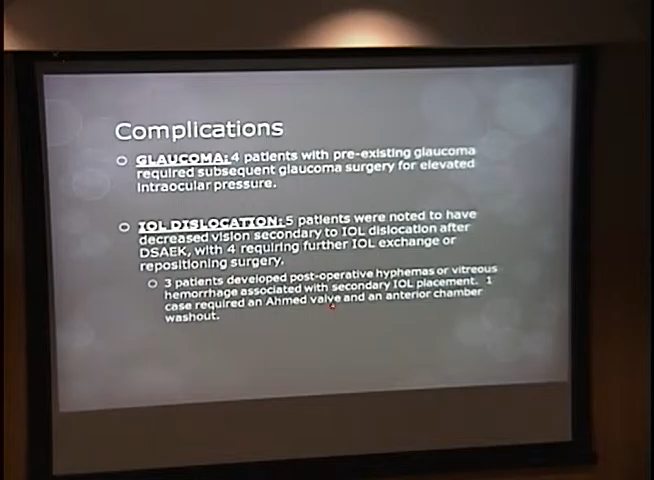 Complications
GLAUCOMA: 4 patients with pre-existing glaucoma
required subsequent glaucoma surgery for elevated
intraocular pressure.
IOL DISLOCATION: 5 patients were noted to have
decreased vision secondary to IOL dislocation after
DSAEK, with 4 requiring further IOL exchange or
repositioning surgery.
3 patients developed post-operative hyphemas or vitreous
hemorrhage associated with secondary IOL placement. 1
case required an Ahmed valve and an anterior chamber
washout.